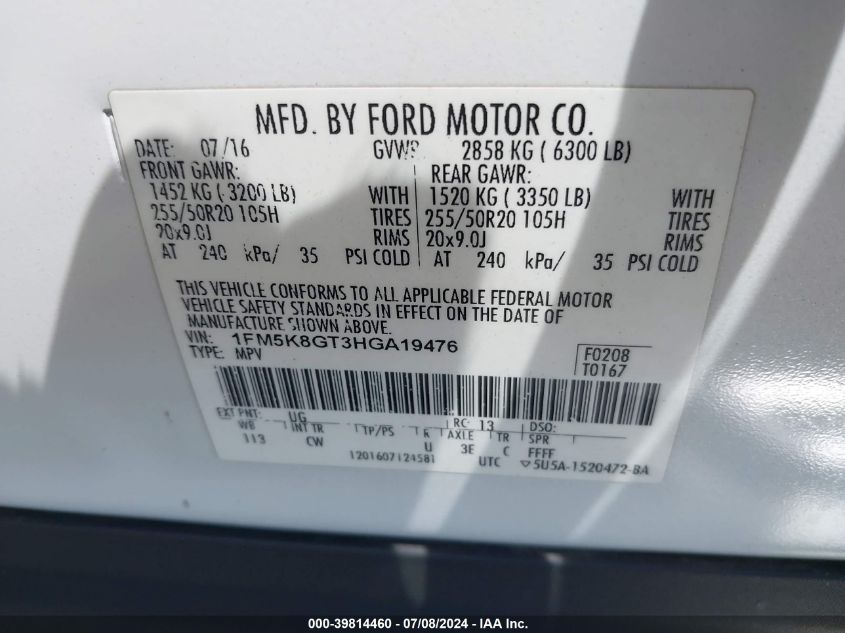 MFD. BY FORD MOTOR CO.
DATE: 07/16 GVWR: 2858 KG ( 6300 LB)
FRONT GAWR: REAR GAWR:
1452 KG ( 3200 LB) WITH 1520 KG ( 3350 LB) WITH
255/50R20 105H TIRES 255/50R20 105H TIRES
20x9.0J RIMS 20x9.0J RIMS
AT 240 kPa/ 35 PSI COLD AT 240 kPa/ 35 PSI COLD
THIS VEHICLE CONFORMS TO ALL APPLICABLE FEDERAL MOTOR
VEHICLE SAFETY STANDARDS IN EFFECT ON THE DATE OF
MANUFACTURE SHOWN ABOVE.
VIN: 1FM5K8GT3HGA19476
TYPE: MPV
F0208
T0167
EXT PNT: UG RC: 13 DSO:
WB INT TR TP/PS R AXLE TR SPR
113 CW U 3E C FFFF
1201607124581 UTC ▽5U5A-1520472-BA
000-39814460 - 07/08/2024 - IAA Inc.